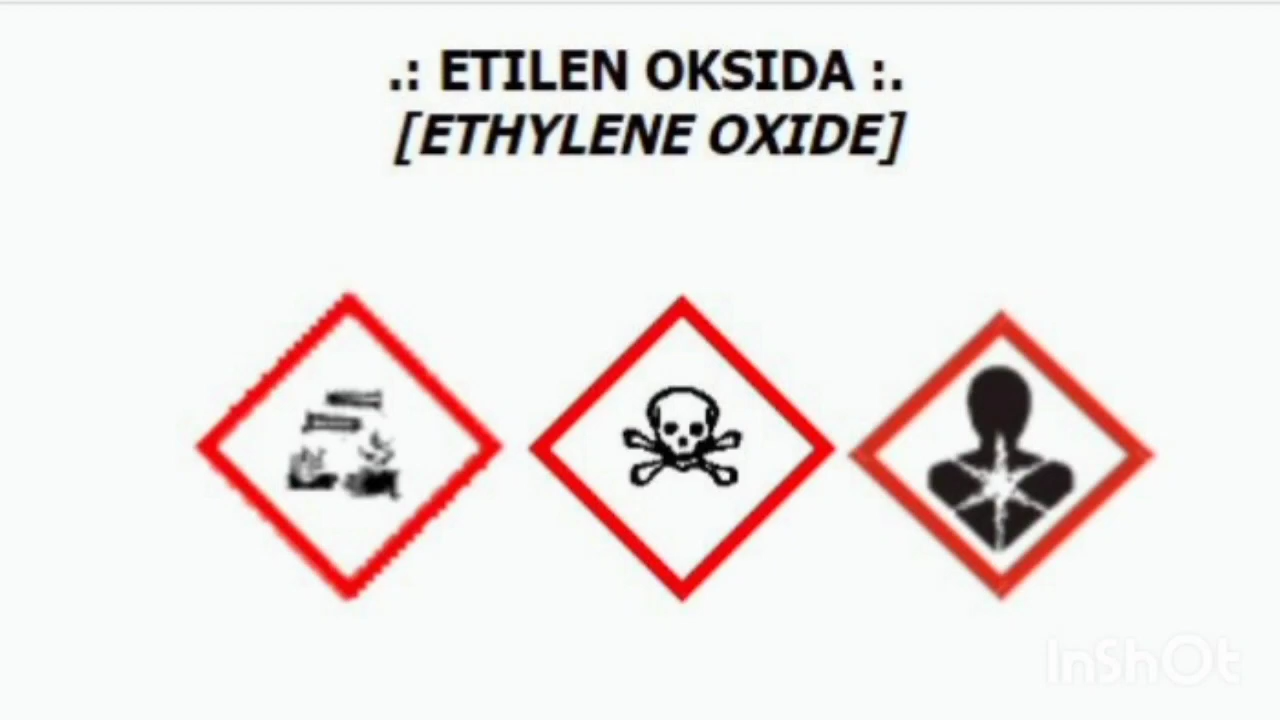 .: ETILEN OKSIDA :.
[ETHYLENE OXIDE]
InShOt